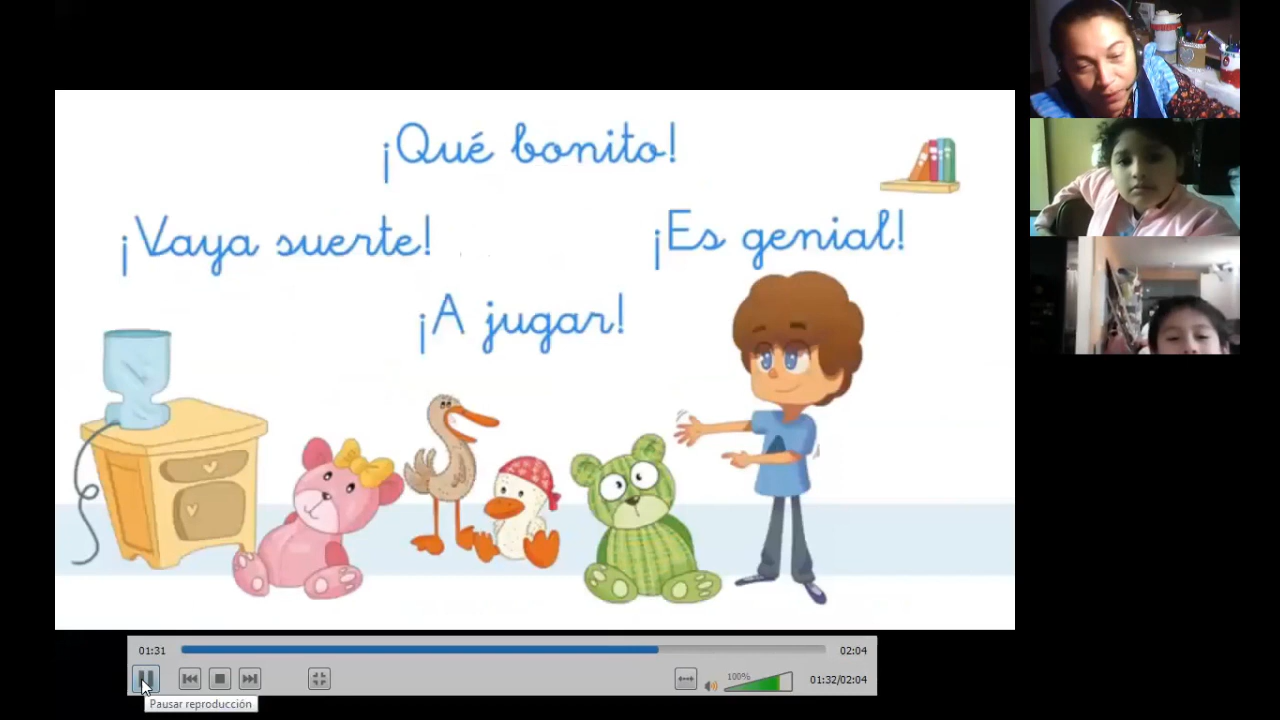 ¡Qué bonito!
¡Vaya suerte!
¡Es genial!
¡A jugar!
01:31
02:04
100%
01:32/02:04
Pausar reproducción